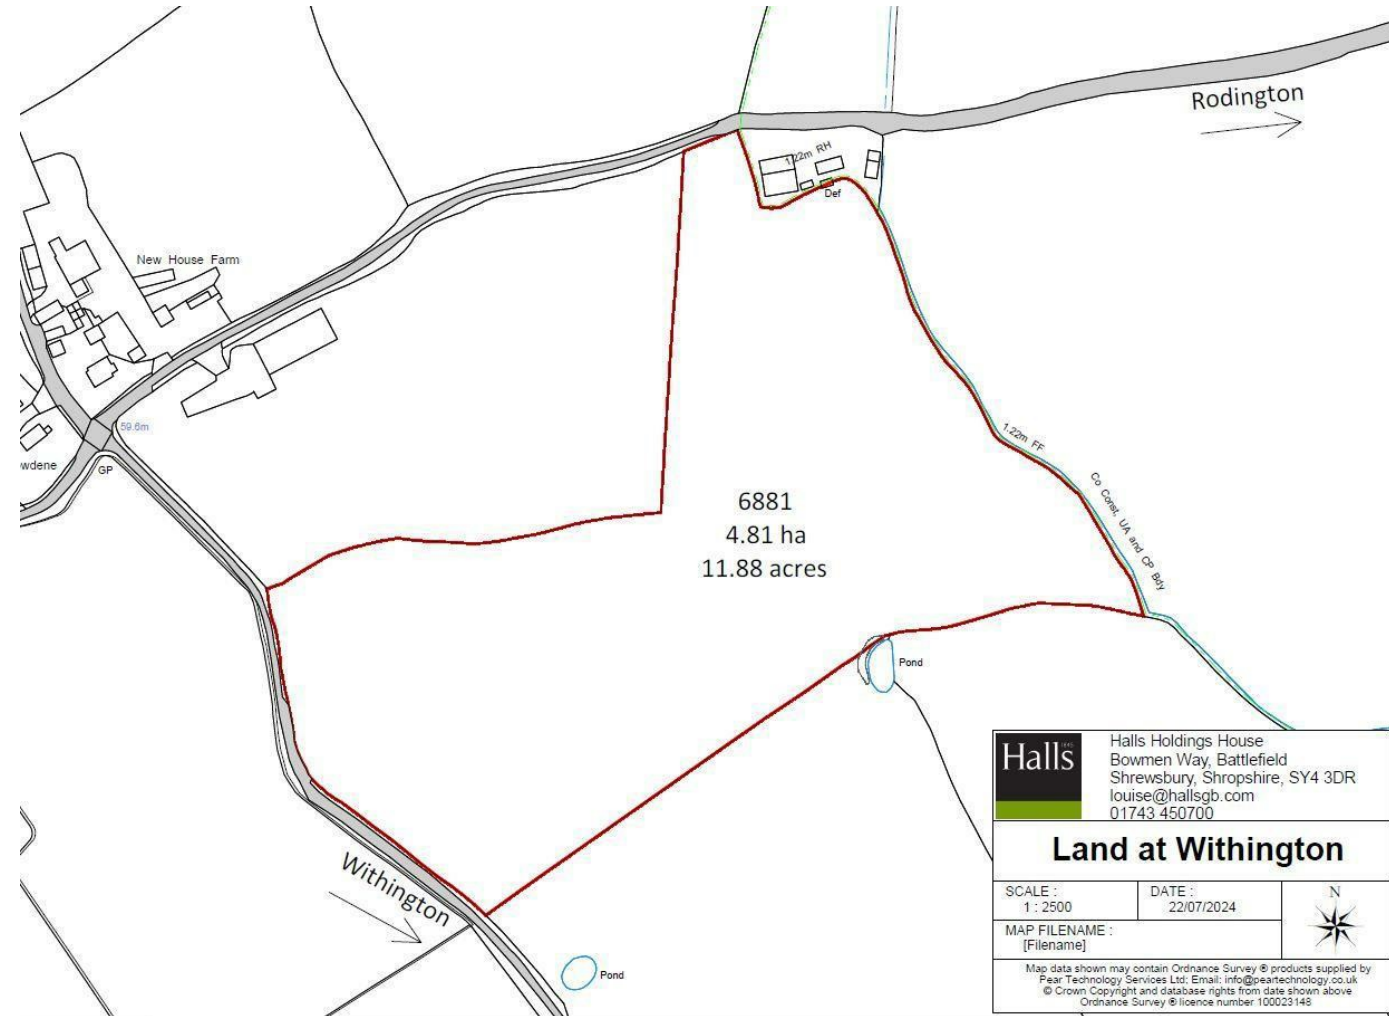 Rodington
1.22m RH
Def
New House Farm
59.6m
wdene
GP
1.22m FF
Co Const, UA and CP Bdy
6881
4.81 ha
11.88 acres
Pond
Withington
Pond
Halls
Halls Holdings House
Bowmen Way, Battlefield
Shrewsbury, Shropshire, SY4 3DR
louise@hallsgb.com
01743 450700
Land at Withington
SCALE :
1 : 2500
DATE :
22/07/2024
N
MAP FILENAME :
[Filename]
Map data shown may contain Ordnance Survey ® products supplied by
Pear Technology Services Ltd; Email: info@peartechnology.co.uk
© Crown Copyright and database rights from date shown above
Ordnance Survey ® licence number 100023148